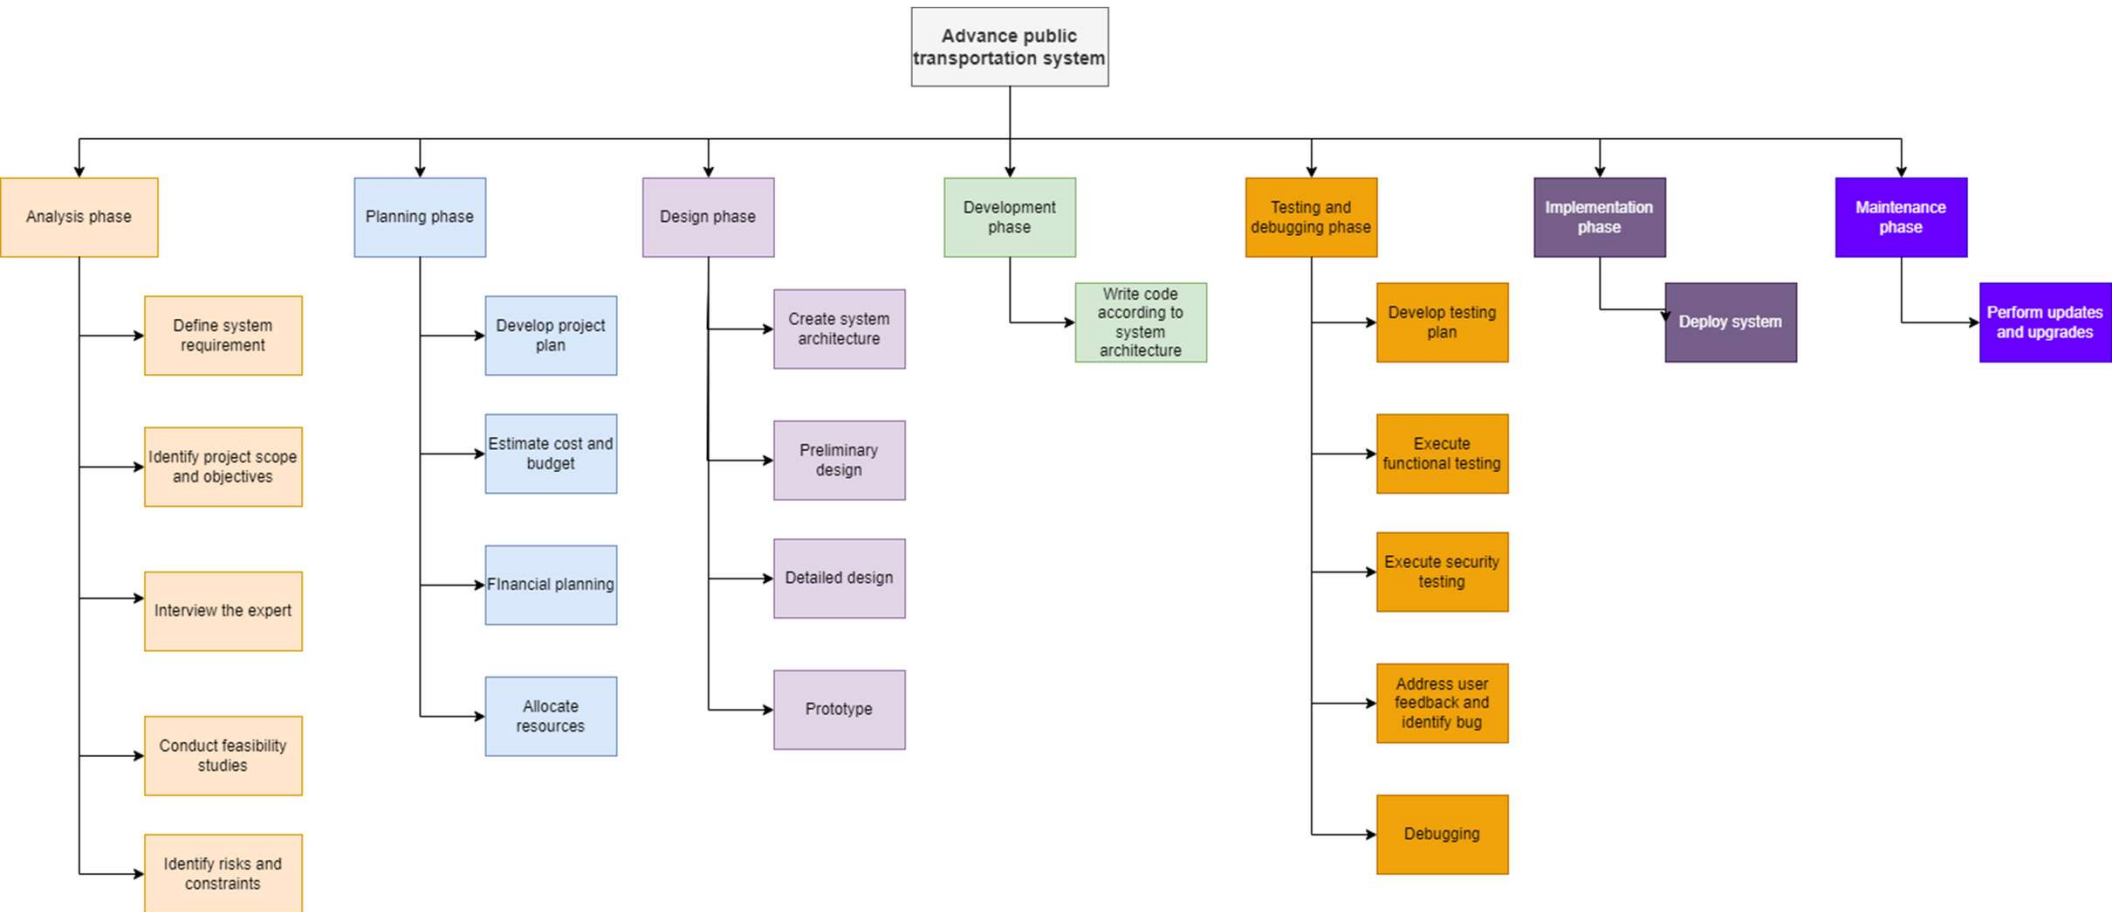 Advance public
transportation system
Analysis phase
Define system
requirement
Identify project scope
and objectives
Interview the expert
Conduct feasibility
studies
Identify risks and
constraints
Planning phase
Develop project
plan
Estimate cost and
budget
FInancial planning
Allocate
resources
Design phase
Create system
architecture
Preliminary
design
Detailed design
Prototype
Development
phase
Write code
according to
system
architecture
Testing and
debugging phase
Develop testing
plan
Execute
functional testing
Execute security
testing
Address user
feedback and
identify bug
Debugging
Implementation
phase
Deploy system
Maintenance
phase
Perform updates
and upgrades